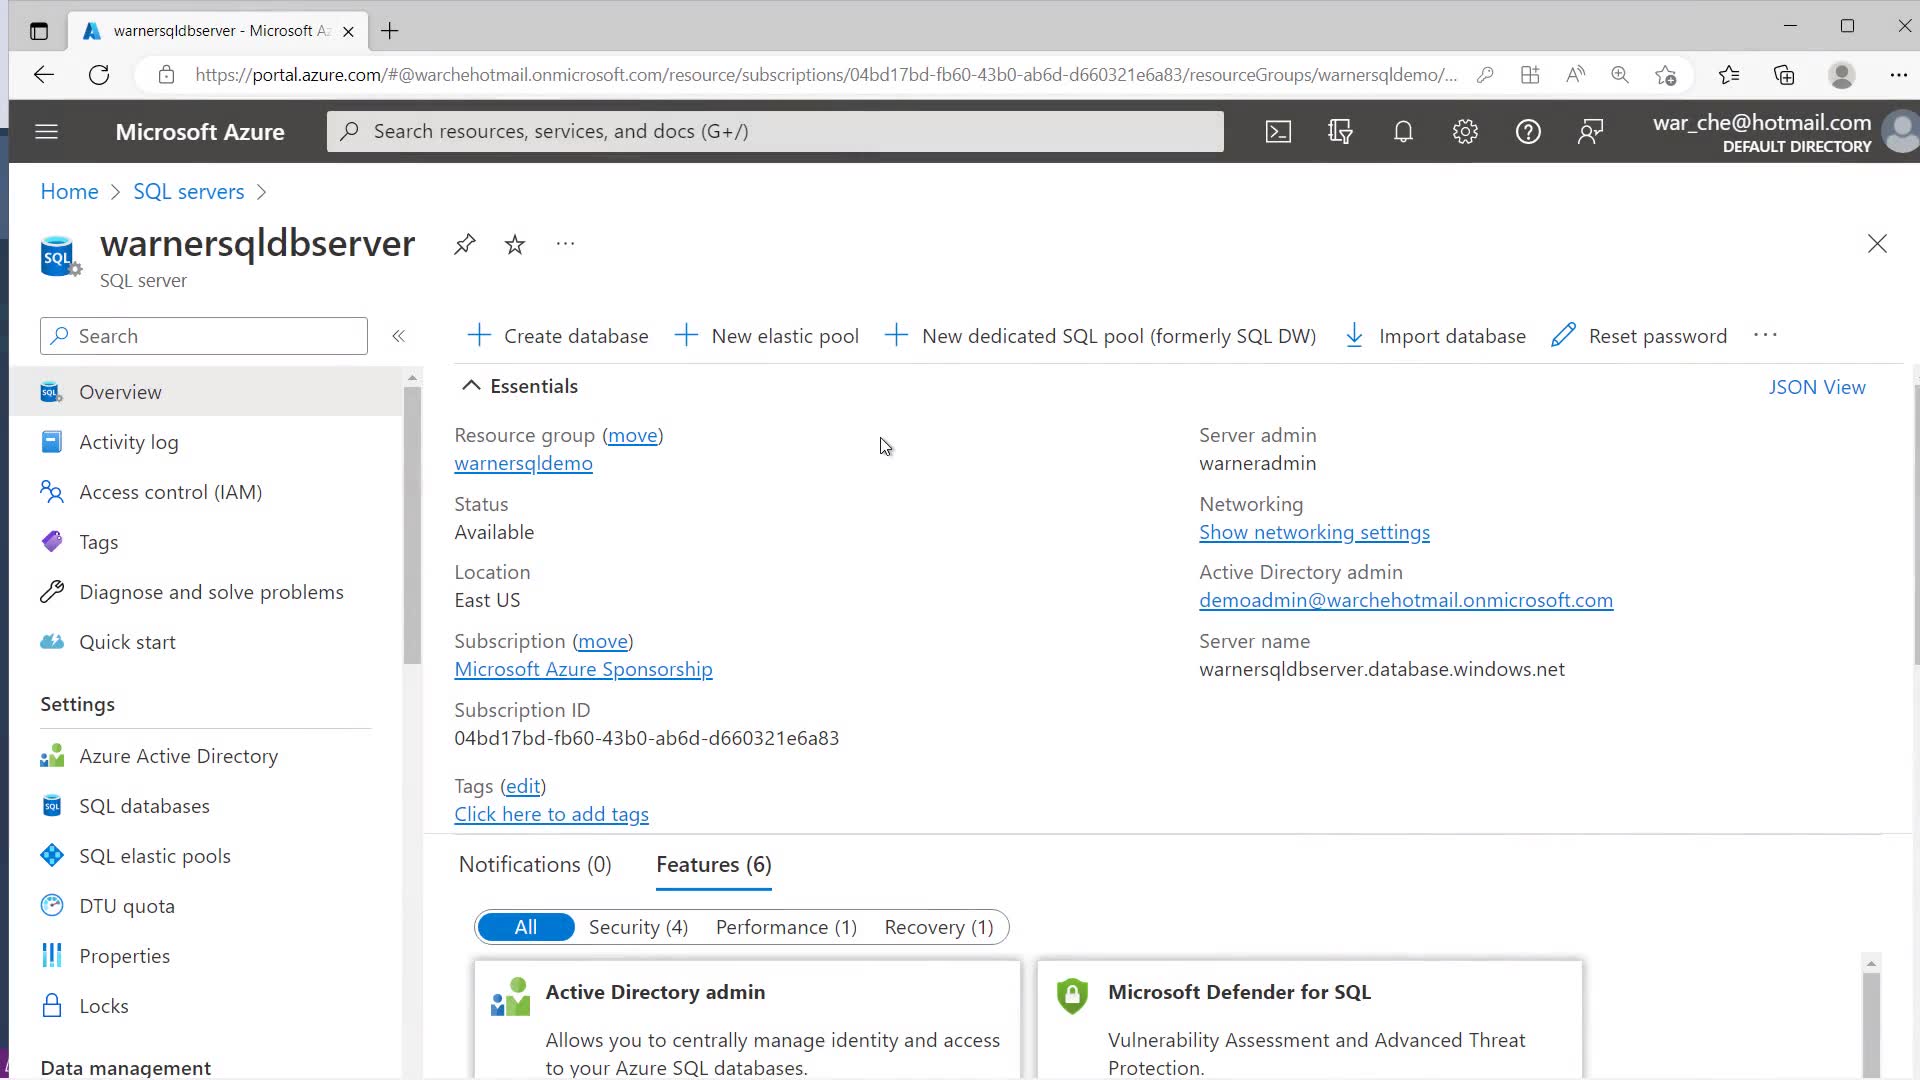 warnersqldbserver - Microsoft Az
https://portal.azure.com/#@warchehotmail.onmicrosoft.com/resource/subscriptions/04bd17bd-fb60-43b0-ab6d-d660321e6a83/resourceGroups/warnersqldemo/...
Microsoft Azure
Search resources, services, and docs (G+/)
war_che@hotmail.com
DEFAULT DIRECTORY
Home > SQL servers >
warnersqldbserver
SQL server
Search
Create database
New elastic pool
New dedicated SQL pool (formerly SQL DW)
Import database
Reset password
Overview
Activity log
Access control (IAM)
Tags
Diagnose and solve problems
Quick start
Settings
Azure Active Directory
SQL databases
SQL elastic pools
DTU quota
Properties
Locks
Data management
Essentials
JSON View
Resource group (move)
warnersqldemo
Status
Available
Location
East US
Subscription (move)
Microsoft Azure Sponsorship
Subscription ID
04bd17bd-fb60-43b0-ab6d-d660321e6a83
Tags (edit)
Click here to add tags
Server admin
warneradmin
Networking
Show networking settings
Active Directory admin
demoadmin@warchehotmail.onmicrosoft.com
Server name
warnersqldbserver.database.windows.net
Notifications (0)
Features (6)
All
Security (4)
Performance (1)
Recovery (1)
Active Directory admin
Allows you to centrally manage identity and access
to your Azure SQL databases.
Microsoft Defender for SQL
Vulnerability Assessment and Advanced Threat
Protection.